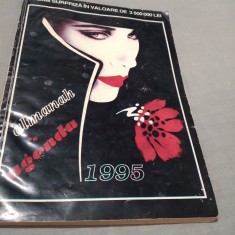 SURPRIZĂ ÎN VALOARE DE 3 500 000 LEI
almanah
agenda
1995